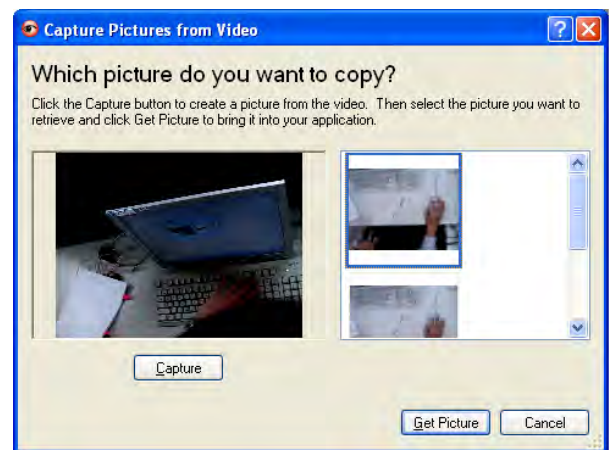 Capture Pictures from Video
Which picture do you want to copy?
Click the Capture button to create a picture from the video. Then select the picture you want to
retrieve and click Get Picture to bring it into your application.
Capture
Get Picture
Cancel